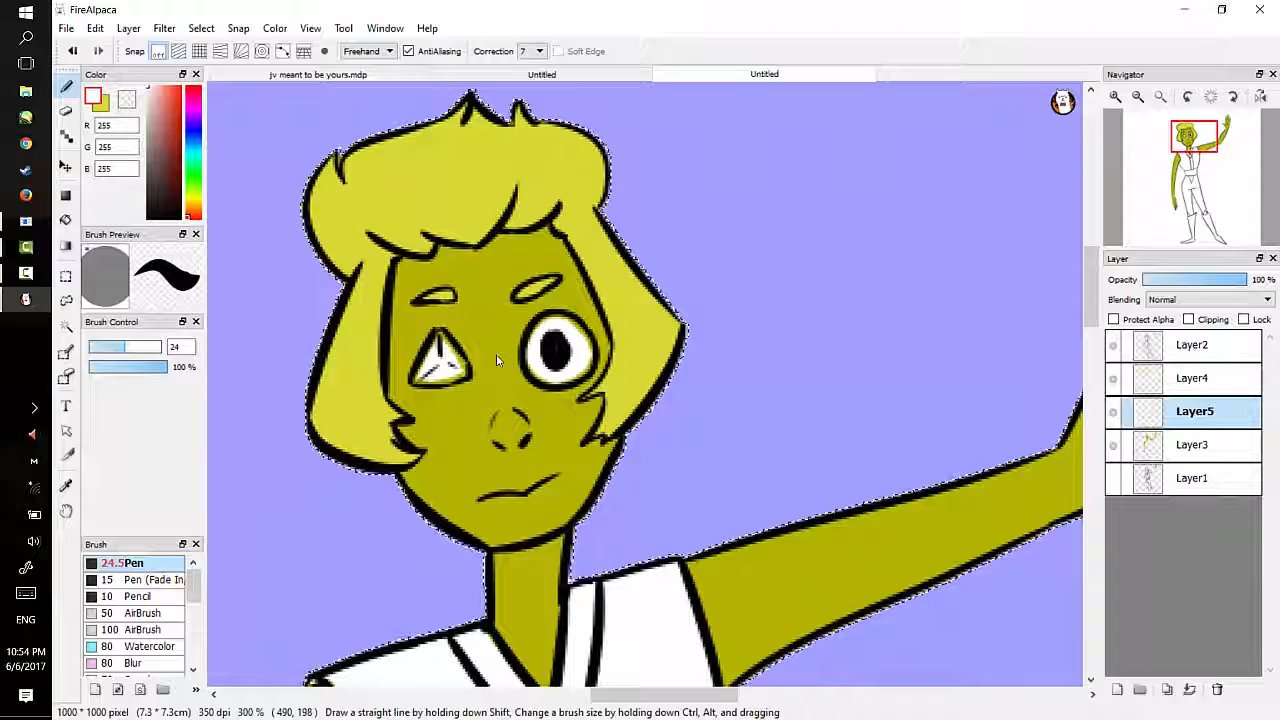 FireAlpaca
File Edit Layer Filter Select Snap Color View Tool Window Help
Snap off Freehand AntiAliasing Correction 7 Soft Edge
Color jv meant to be yours.mdp Untitled Untitled Navigator
R 255
G 255
B 255
Brush Preview
Layer
Opacity 100 %
Blending Normal
Protect Alpha Clipping Lock
Brush Control
24
100 %
Layer2
Layer4
Layer5
Layer3
Layer1
Brush
24.5 Pen
15 Pen (Fade In
10 Pencil
50 AirBrush
100 AirBrush
80 Watercolor
80 Blur
ENG
10:54 PM
6/6/2017
1000 * 1000 pixel (7.3 * 7.3cm) 350 dpi 300 % ( 490, 198 ) Draw a straight line by holding down Shift, Change a brush size by holding down Ctrl, Alt, and dragging